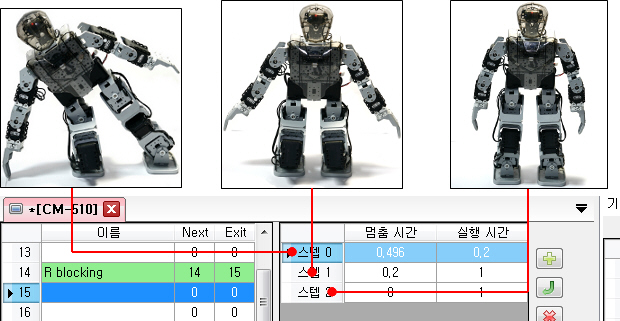 *[CM-510]
기
이름 Next Exit
멈춤 시간 실행 시간
13 0 0
스텝 0 0,496 0,2
14 R blocking 14 15
스텝 1 0,2 1
15 0 0
스텝 2 0 1
16 0 0